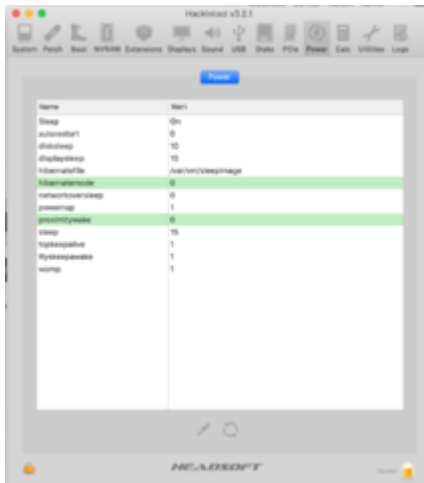 Hackintool v3.2.1
System Patch Boot NVRAM Extensions Displays Sound USB Disks PCIe Power Calc Utilities Logs
Power
Name Wert
Sleep On
autorestart 0
disksleep 10
displaysleep 15
hibernatefile /var/vm/sleepimage
hibernatemode 0
networkoversleep 0
powernap 1
proximitywake 0
sleep 15
tcpkeepalive 1
ttyskeepawake 1
womp 1
HEADSOFT